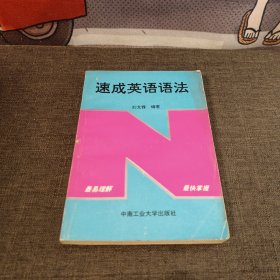 速成英语语法
编著
最易理解
最快掌握
中南工业大学出版社